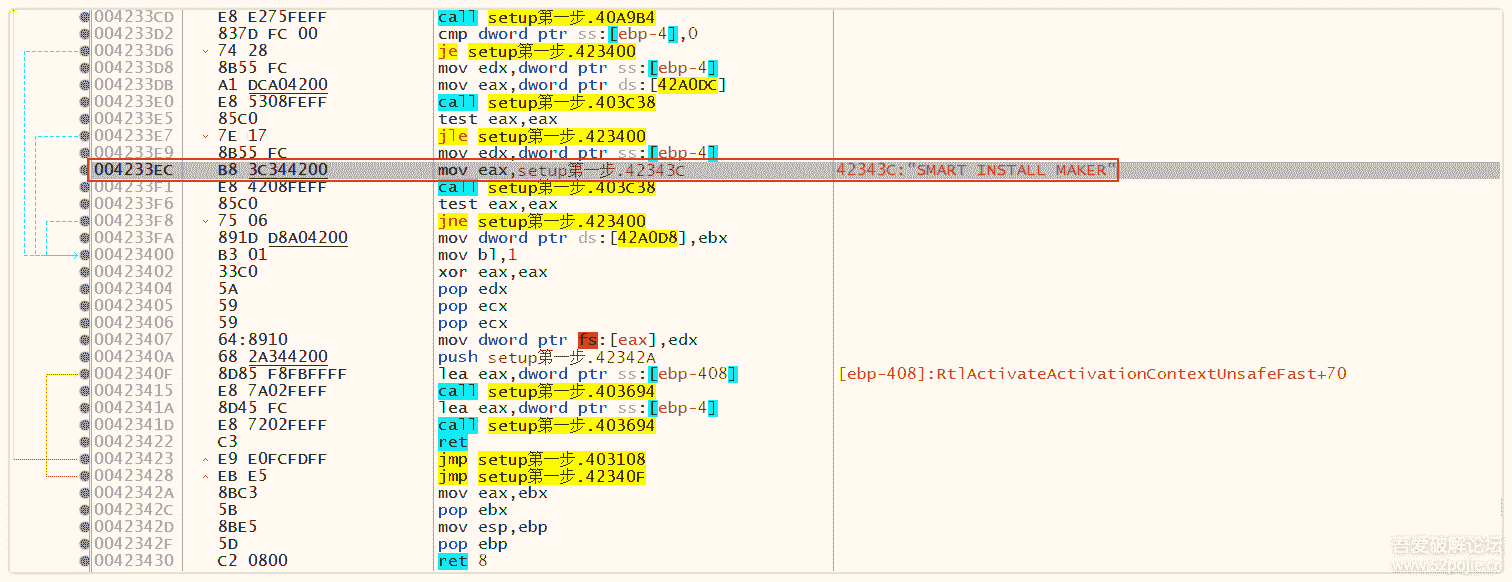 004233CD E8 E275FEFF call setup第一步.40A9B4
004233D2 837D FC 00 cmp dword ptr ss:[ebp-4],0
004233D6 74 28 je setup第一步.423400
004233D8 8B55 FC mov edx,dword ptr ss:[ebp-4]
004233DB A1 DCA04200 mov eax,dword ptr ds:[42A0DC]
004233E0 E8 5308FEFF call setup第一步.403C38
004233E5 85C0 test eax,eax
004233E7 7E 17 jle setup第一步.423400
004233E9 8B55 FC mov edx,dword ptr ss:[ebp-4]
004233EC B8 3C344200 mov eax,setup第一步.42343C 42343C:"SMART INSTALL MAKER"
004233F1 E8 4208FEFF call setup第一步.403C38
004233F6 85C0 test eax,eax
004233F8 75 06 jne setup第一步.423400
004233FA 891D D8A04200 mov dword ptr ds:[42A0D8],ebx
00423400 B3 01 mov bl,1
00423402 33C0 xor eax,eax
00423404 5A pop edx
00423405 59 pop ecx
00423406 59 pop ecx
00423407 64:8910 mov dword ptr fs:[eax],edx
0042340A 68 2A344200 push setup第一步.42342A
0042340F 8D85 F8FBFFFF lea eax,dword ptr ss:[ebp-408] [ebp-408]:RtlActivateActivationContextUnsafeFast+70
00423415 E8 7A02FEFF call setup第一步.403694
0042341A 8D45 FC lea eax,dword ptr ss:[ebp-4]
0042341D E8 7202FEFF call setup第一步.403694
00423422 C3 ret
00423423 E9 E0FCFDFF jmp setup第一步.403108
00423428 EB E5 jmp setup第一步.42340F
0042342A 8BC3 mov eax,ebx
0042342C 5B pop ebx
0042342D 8BE5 mov esp,ebp
0042342F 5D pop ebp
00423430 C2 0800 ret 8
吾爱破解论坛
www.52pojie.cn